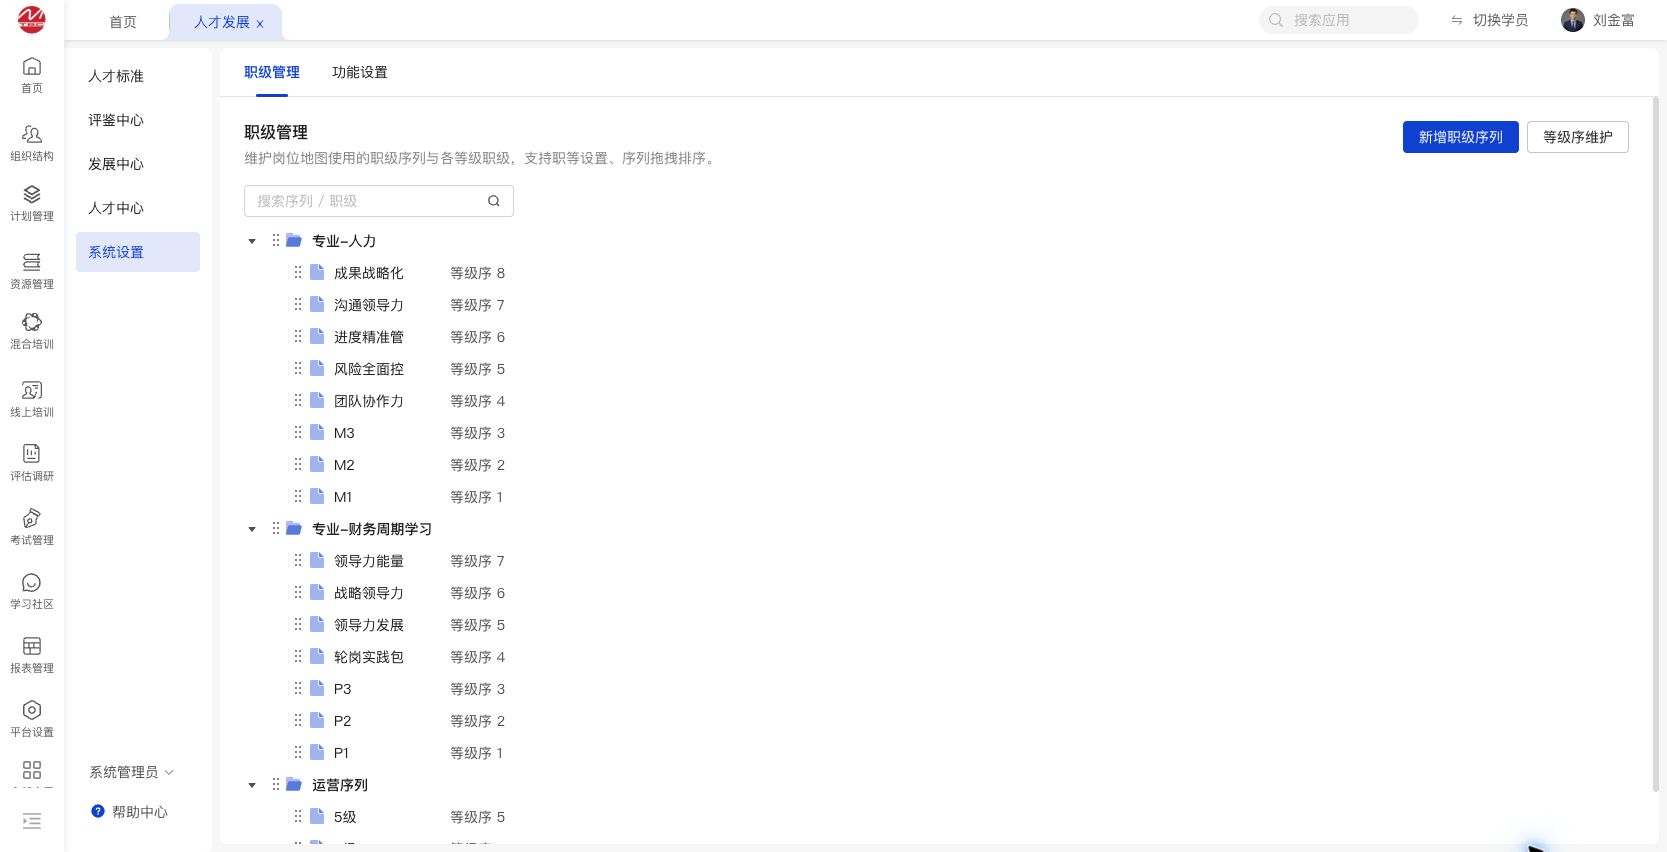 首页
人才发展 x
搜索应用
切换学员
刘金富
首页
组织结构
计划管理
资源管理
混合培训
线上培训
评估调研
考试管理
学习社区
报表管理
平台设置
人才标准
评鉴中心
发展中心
人才中心
系统设置
系统管理员
帮助中心
职级管理
功能设置
职级管理
维护岗位地图使用的职级序列与各等级职级，支持职等设置、序列拖拽排序。
新增职级序列
等级序维护
搜索序列 / 职级
专业-人力
成果战略化 等级序 8
沟通领导力 等级序 7
进度精准管 等级序 6
风险全面控 等级序 5
团队协作力 等级序 4
M3 等级序 3
M2 等级序 2
M1 等级序 1
专业-财务周期学习
领导力能量 等级序 7
战略领导力 等级序 6
领导力发展 等级序 5
轮岗实践包 等级序 4
P3 等级序 3
P2 等级序 2
P1 等级序 1
运营序列
5级 等级序 5